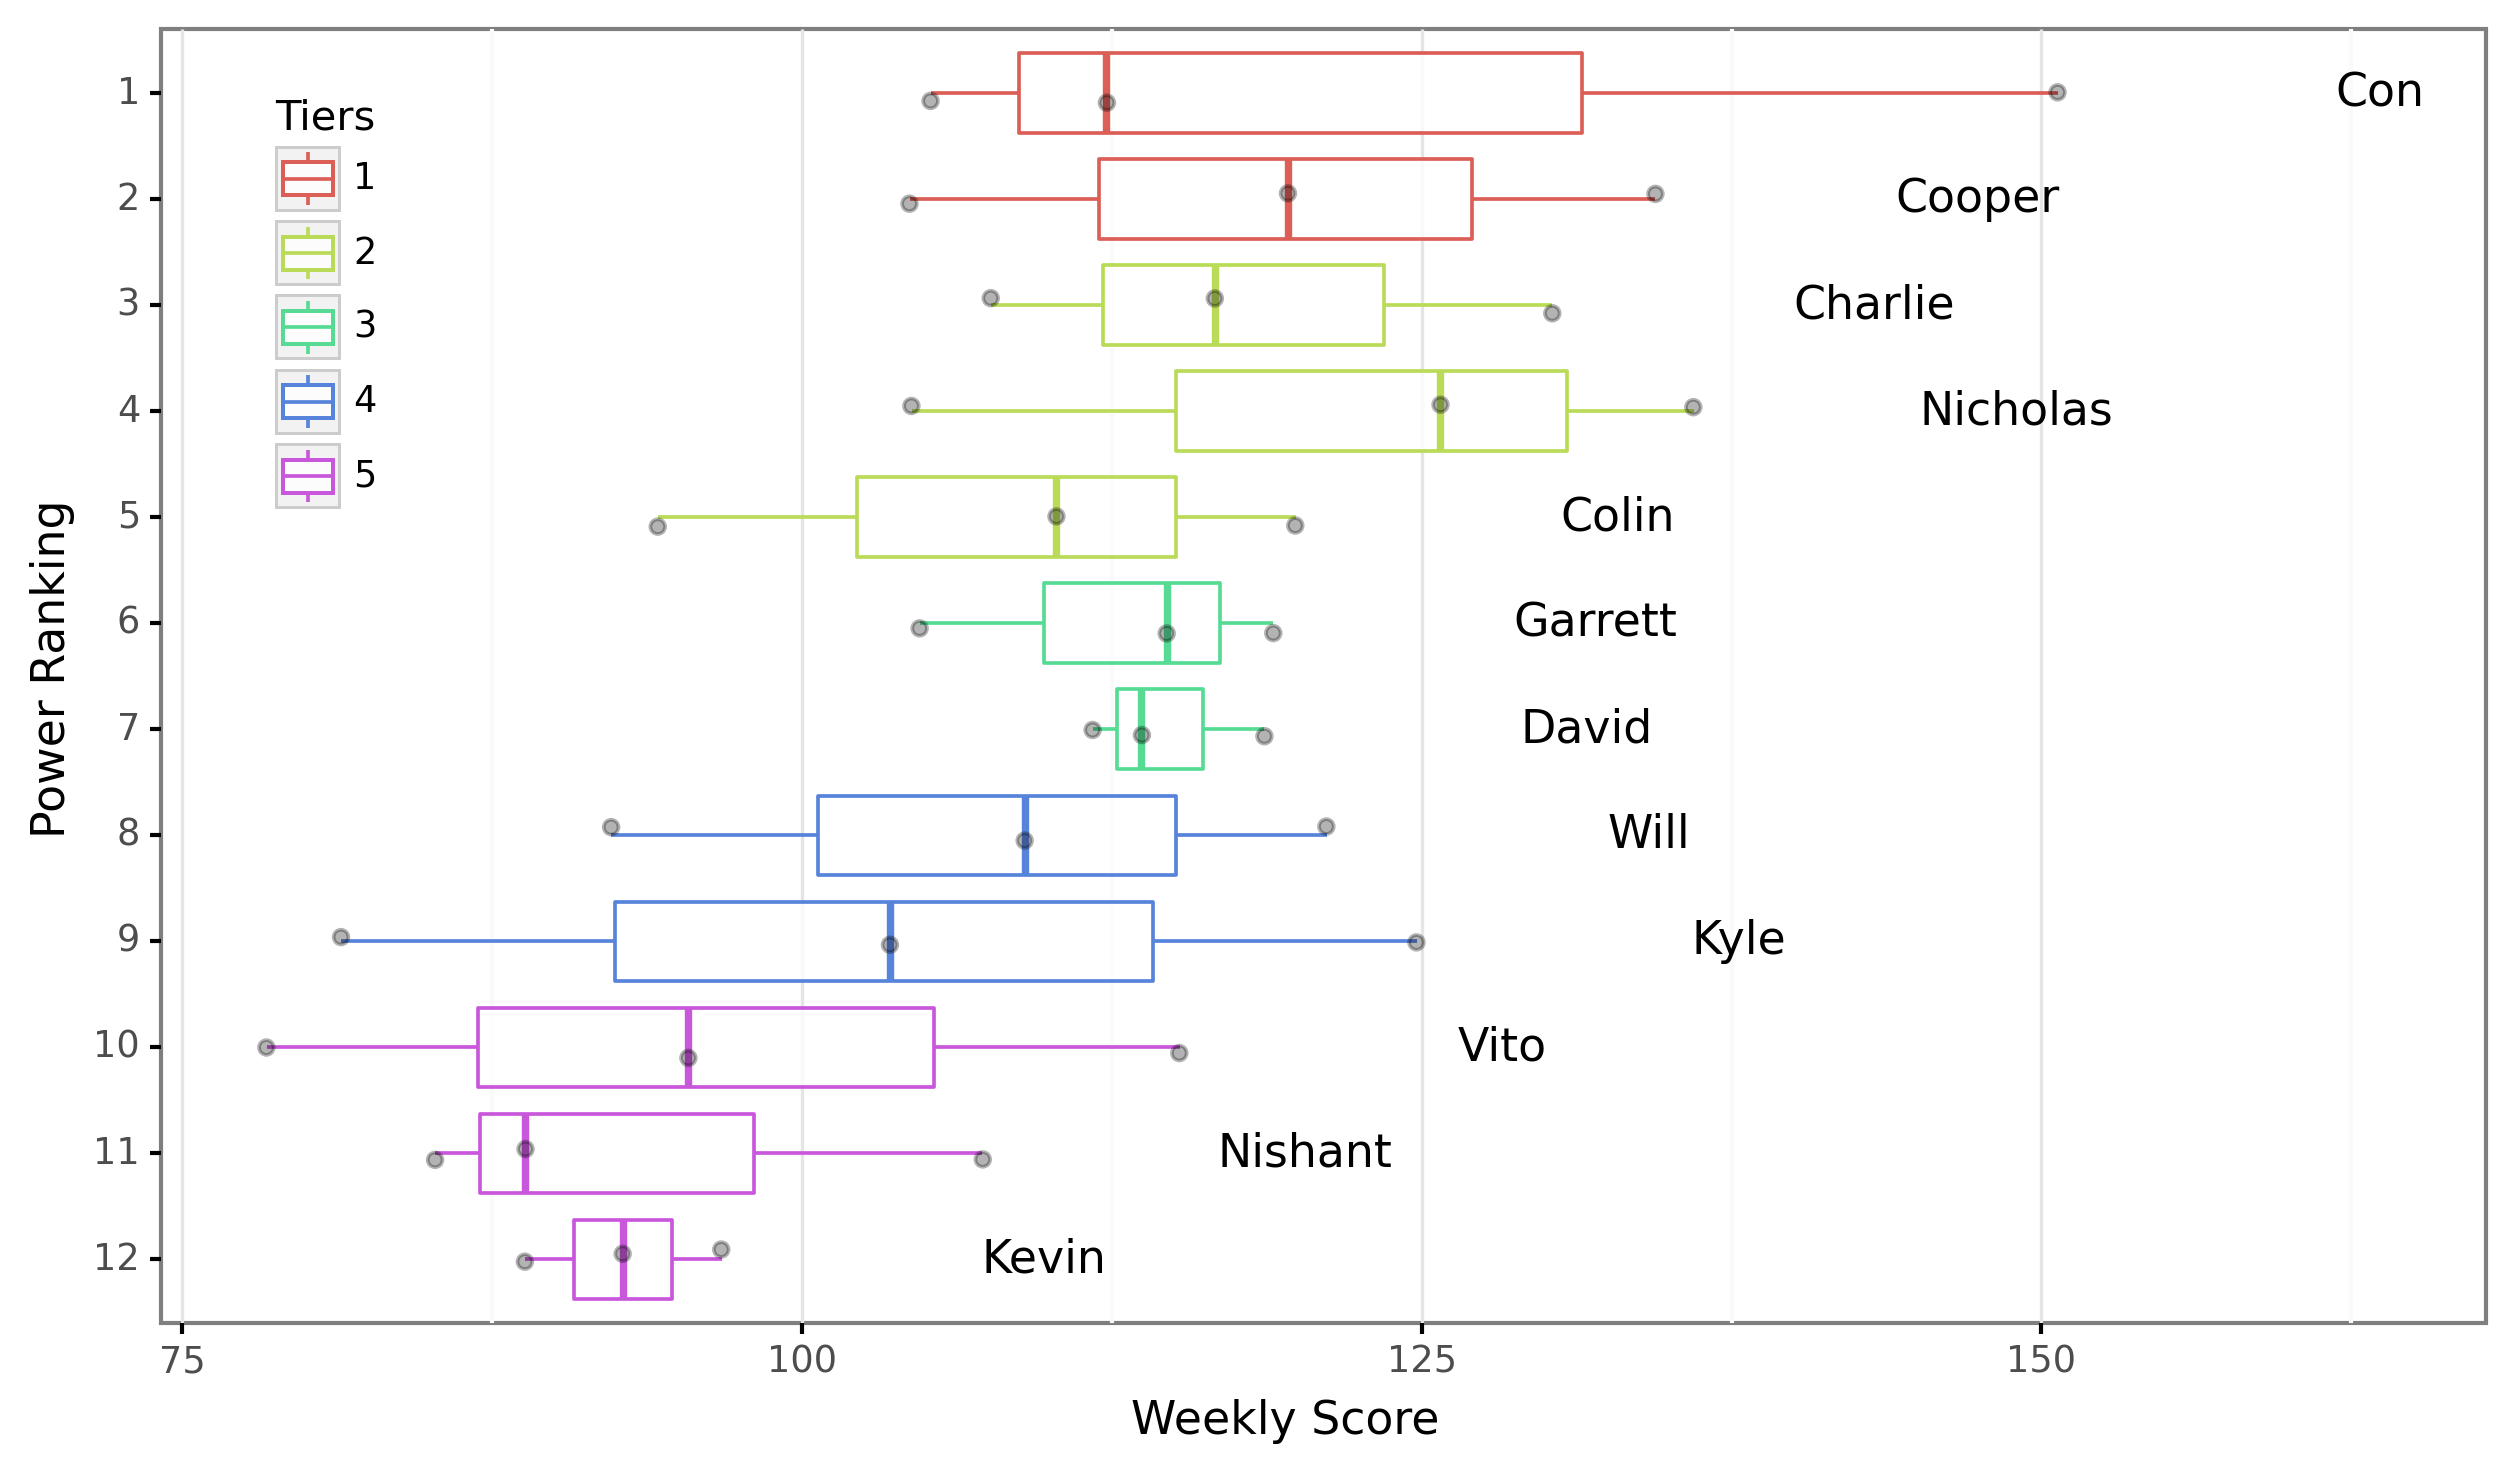 Tiers
1
2
3
4
5
Power Ranking
1
2
3
4
5
6
7
8
9
10
11
12
Con
Cooper
Charlie
Nicholas
Colin
Garrett
David
Will
Kyle
Vito
Nishant
Kevin
75 100 125 150
Weekly Score